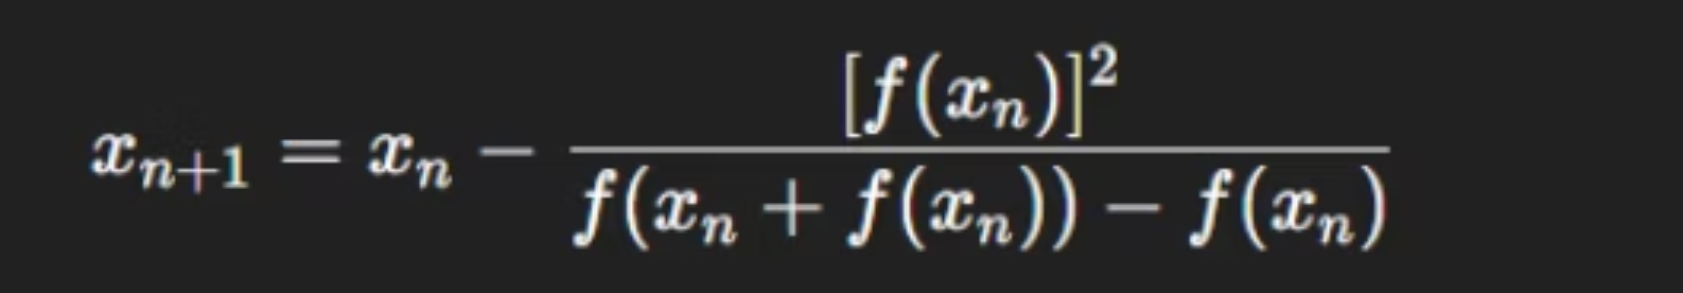 $x_{n+1} = x_n - \frac{[f(x_n)]^2}{f(x_n + f(x_n)) - f(x_n)}$